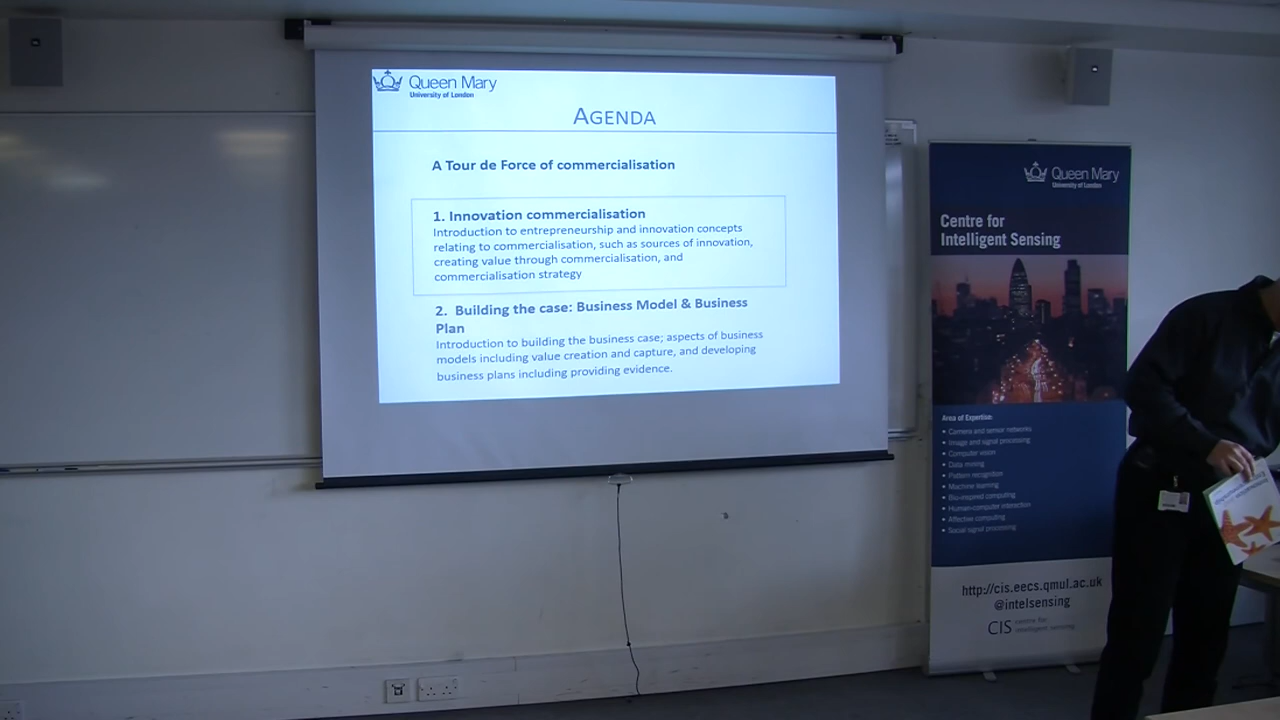 Queen Mary
University of London
AGENDA
A Tour de Force of commercialisation
1. Innovation commercialisation
Introduction to entrepreneurship and innovation concepts
relating to commercialisation, such as sources of innovation,
creating value through commercialisation, and
commercialisation strategy
2. Building the case: Business Model & Business
Plan
Introduction to building the business case; aspects of business
models including value creation and capture, and developing
business plans including providing evidence.
Queen Mary
University of London
Centre for
Intelligent Sensing
Area of Expertise:
• Camera and sensor networks
• Image and signal processing
• Computer vision
• Data mining
• Pattern recognition
• Machine learning
• Bio-inspired computing
• Human-computer interaction
• Affective computing
• Social signal processing
http://cis.eecs.qmul.ac.uk
@intelsensing
CIS
centre for
intelligent sensing